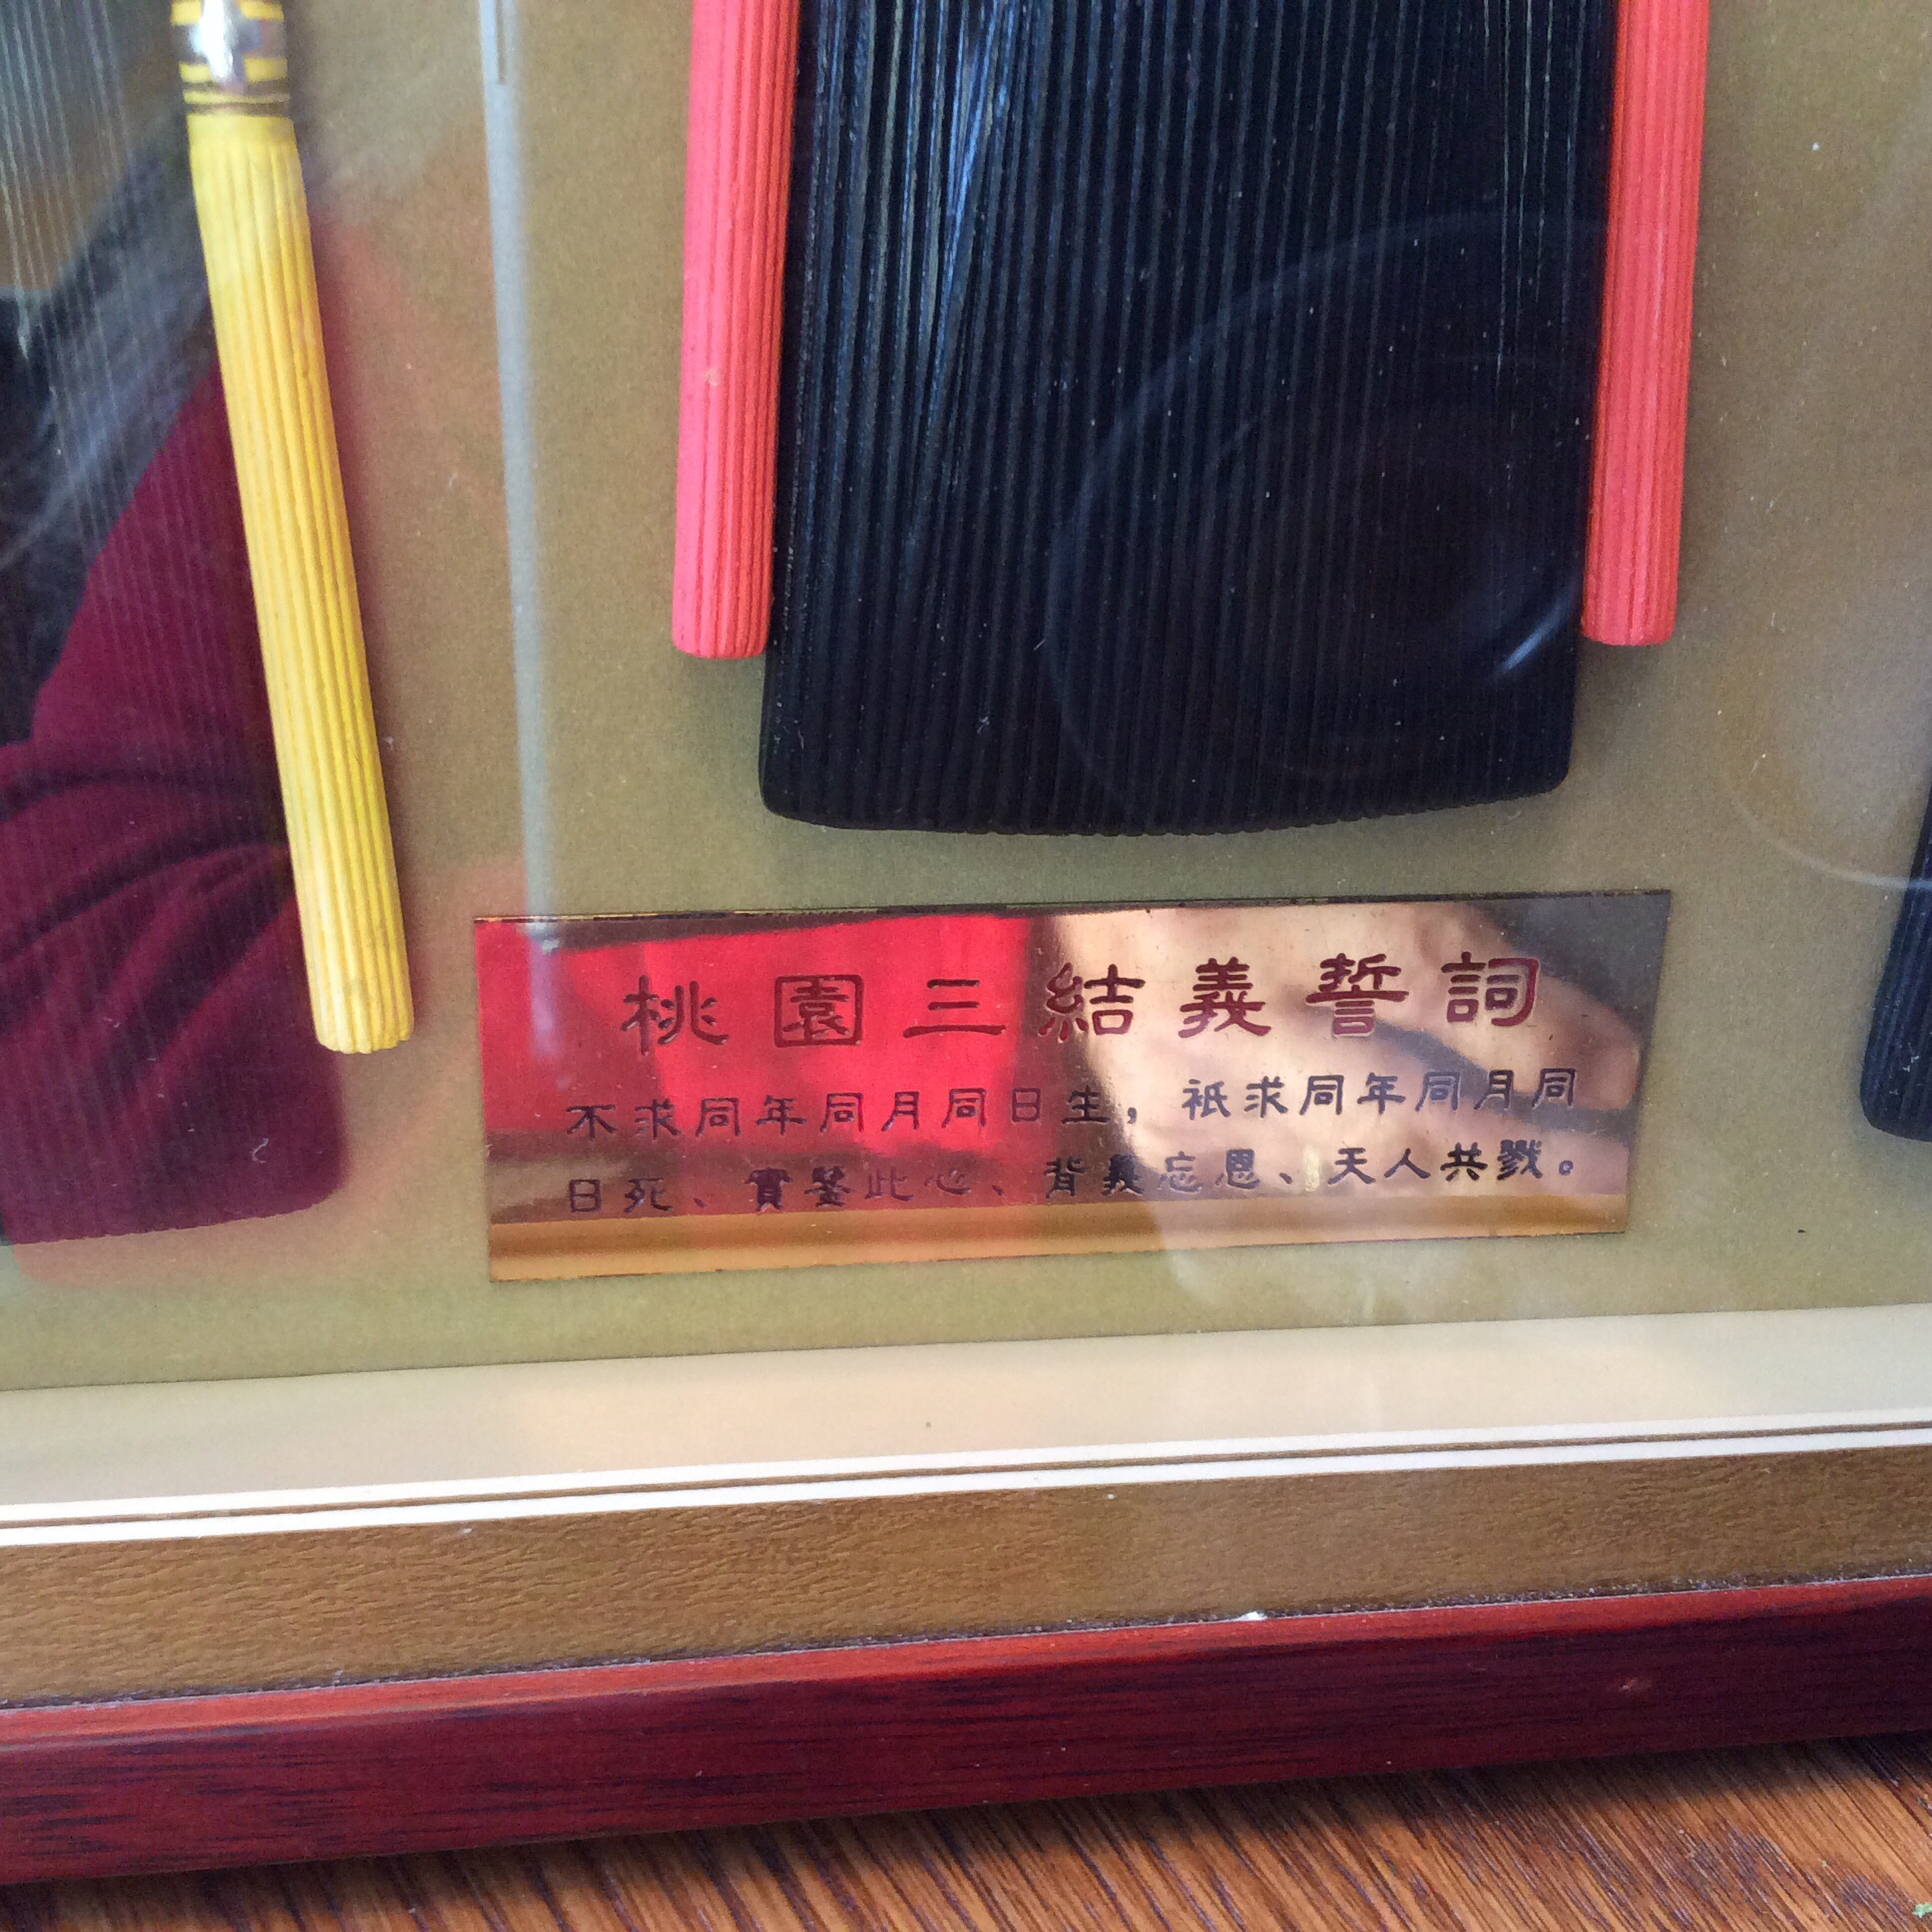 桃園三結義誓詞
不求同年同月同日生，祇求同年同月同
日死、實鑒此心、背義忘恩、天人共戮。